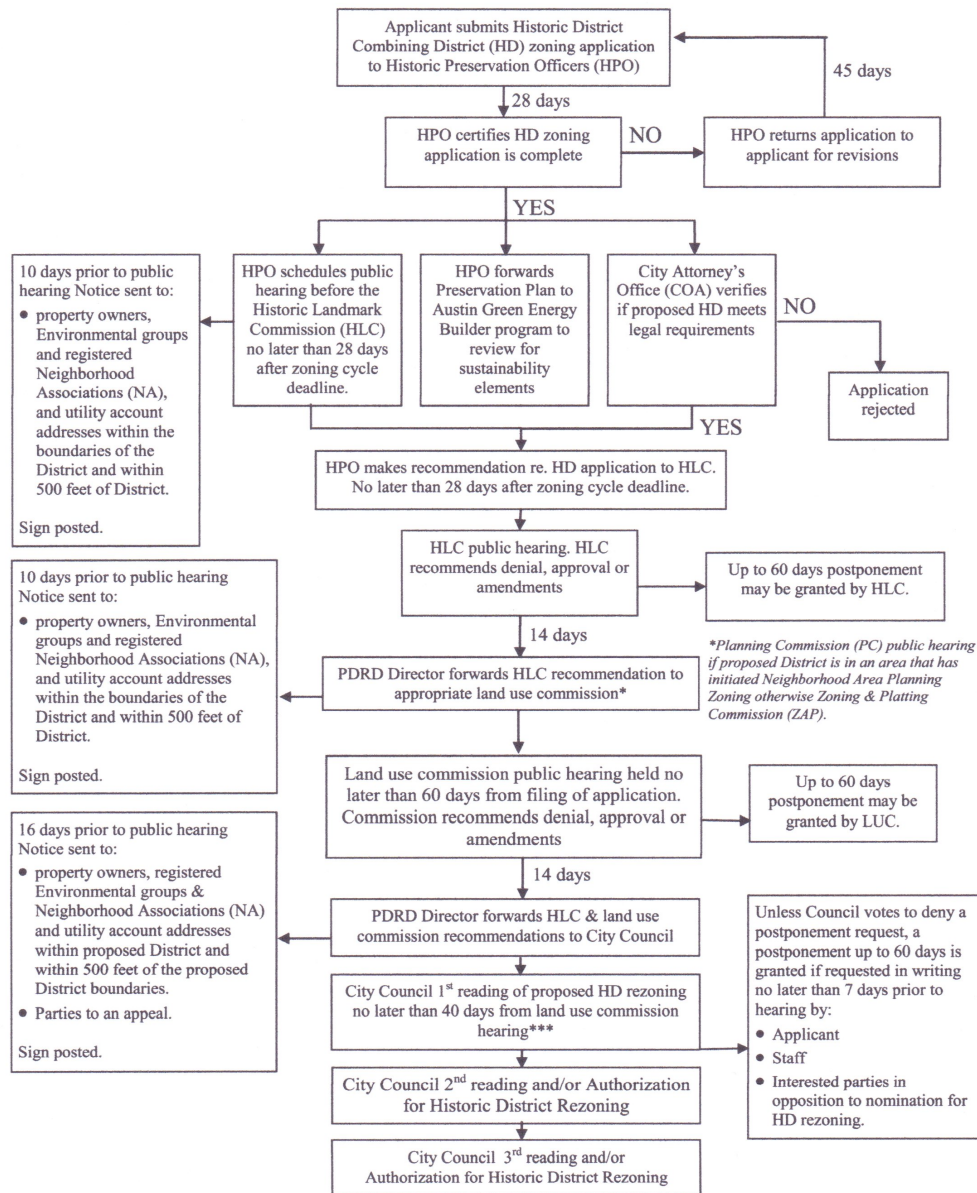 Applicant submits Historic District
Combining District (HD) zoning application
to Historic Preservation Officers (HPO)
45 days
28 days
HPO certifies HD zoning
application is complete
NO
HPO returns application to
applicant for revisions
YES
10 days prior to public
hearing Notice sent to:
● property owners,
Environmental groups
and registered
Neighborhood
Associations (NA),
and utility account
addresses within the
boundaries of the
District and within
500 feet of District.
Sign posted.
HPO schedules public
hearing before the
Historic Landmark
Commission (HLC)
no later than 28 days
after zoning cycle
deadline.
HPO forwards
Preservation Plan to
Austin Green Energy
Builder program to
review for
sustainability
elements
City Attorney's
Office (COA) verifies
if proposed HD meets
legal requirements
NO
Application
rejected
YES
HPO makes recommendation re. HD application to HLC.
No later than 28 days after zoning cycle deadline.
HLC public hearing. HLC
recommends denial, approval or
amendments
Up to 60 days postponement
may be granted by HLC.
10 days prior to public hearing
Notice sent to:
● property owners, Environmental
groups and registered
Neighborhood Associations (NA),
and utility account addresses
within the boundaries of the
District and within 500 feet of
District.
Sign posted.
14 days
PDRD Director forwards HLC recommendation to
appropriate land use commission*
*Planning Commission (PC) public hearing
if proposed District is in an area that has
initiated Neighborhood Area Planning
Zoning otherwise Zoning & Platting
Commission (ZAP).
Land use commission public hearing held no
later than 60 days from filing of application.
Commission recommends denial, approval or
amendments
Up to 60 days
postponement may be
granted by LUC.
16 days prior to public hearing
Notice sent to:
● property owners, registered
Environmental groups &
Neighborhood Associations (NA)
and utility account addresses
within proposed District and
within 500 feet of the proposed
District boundaries.
● Parties to an appeal.
Sign posted.
14 days
PDRD Director forwards HLC & land use
commission recommendations to City Council
City Council 1st reading of proposed HD rezoning
no later than 40 days from land use commission
hearing***
Unless Council votes to deny a
postponement request, a
postponement up to 60 days is
granted if requested in writing
no later than 7 days prior to
hearing by:
● Applicant
● Staff
● Interested parties in
opposition to nomination for
HD rezoning.
City Council 2nd reading and/or Authorization
for Historic District Rezoning
City Council 3rd reading and/or
Authorization for Historic District Rezoning